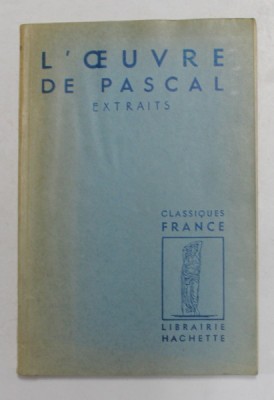 L'ŒUVRE
DE PASCAL
EXTRAITS
CLASSIQUES
FRANCE
LIBRAIRIE
HACHETTE